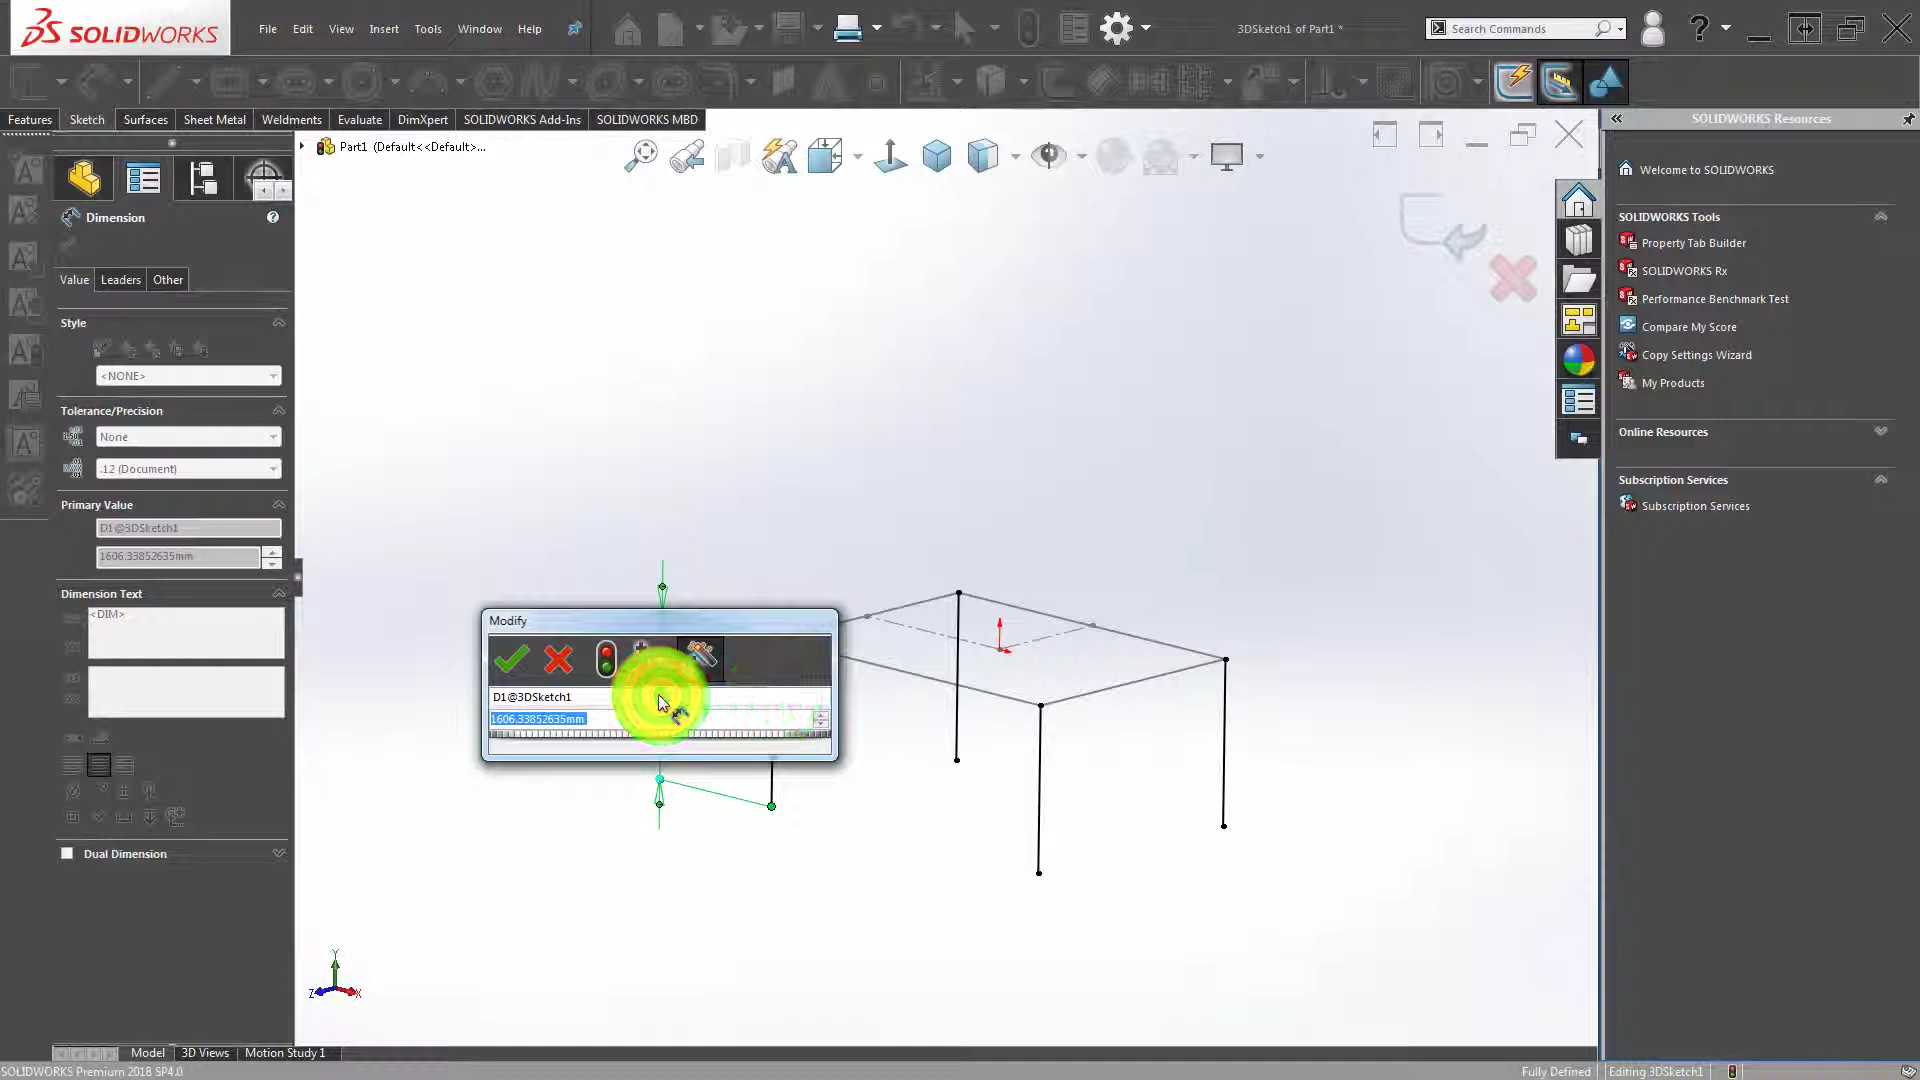 SOLIDWORKS
File Edit View Insert Tools Window Help
3DSketch1 of Part1 *
Search Commands
?
Features Sketch Surfaces Sheet Metal Weldments Evaluate DimXpert SOLIDWORKS Add-Ins SOLIDWORKS MBD
SOLIDWORKS Resources
Part1 (Default<<Default>...
Welcome to SOLIDWORKS
Dimension
?
SOLIDWORKS Tools
Property Tab Builder
SOLIDWORKS Rx
Performance Benchmark Test
Compare My Score
Copy Settings Wizard
My Products
Online Resources
Subscription Services
Subscription Services
Value Leaders Other
Style
<NONE>
Tolerance/Precision
None
.12 (Document)
Primary Value
D1@3DSketch1
1606.33852635mm
Dimension Text
<DIM>
Dual Dimension
Modify
D1@3DSketch1
1606.33852635mm
Y
Z
X
Model 3D Views Motion Study 1
SOLIDWORKS Premium 2018 SP4.0
Fully Defined Editing 3DSketch1